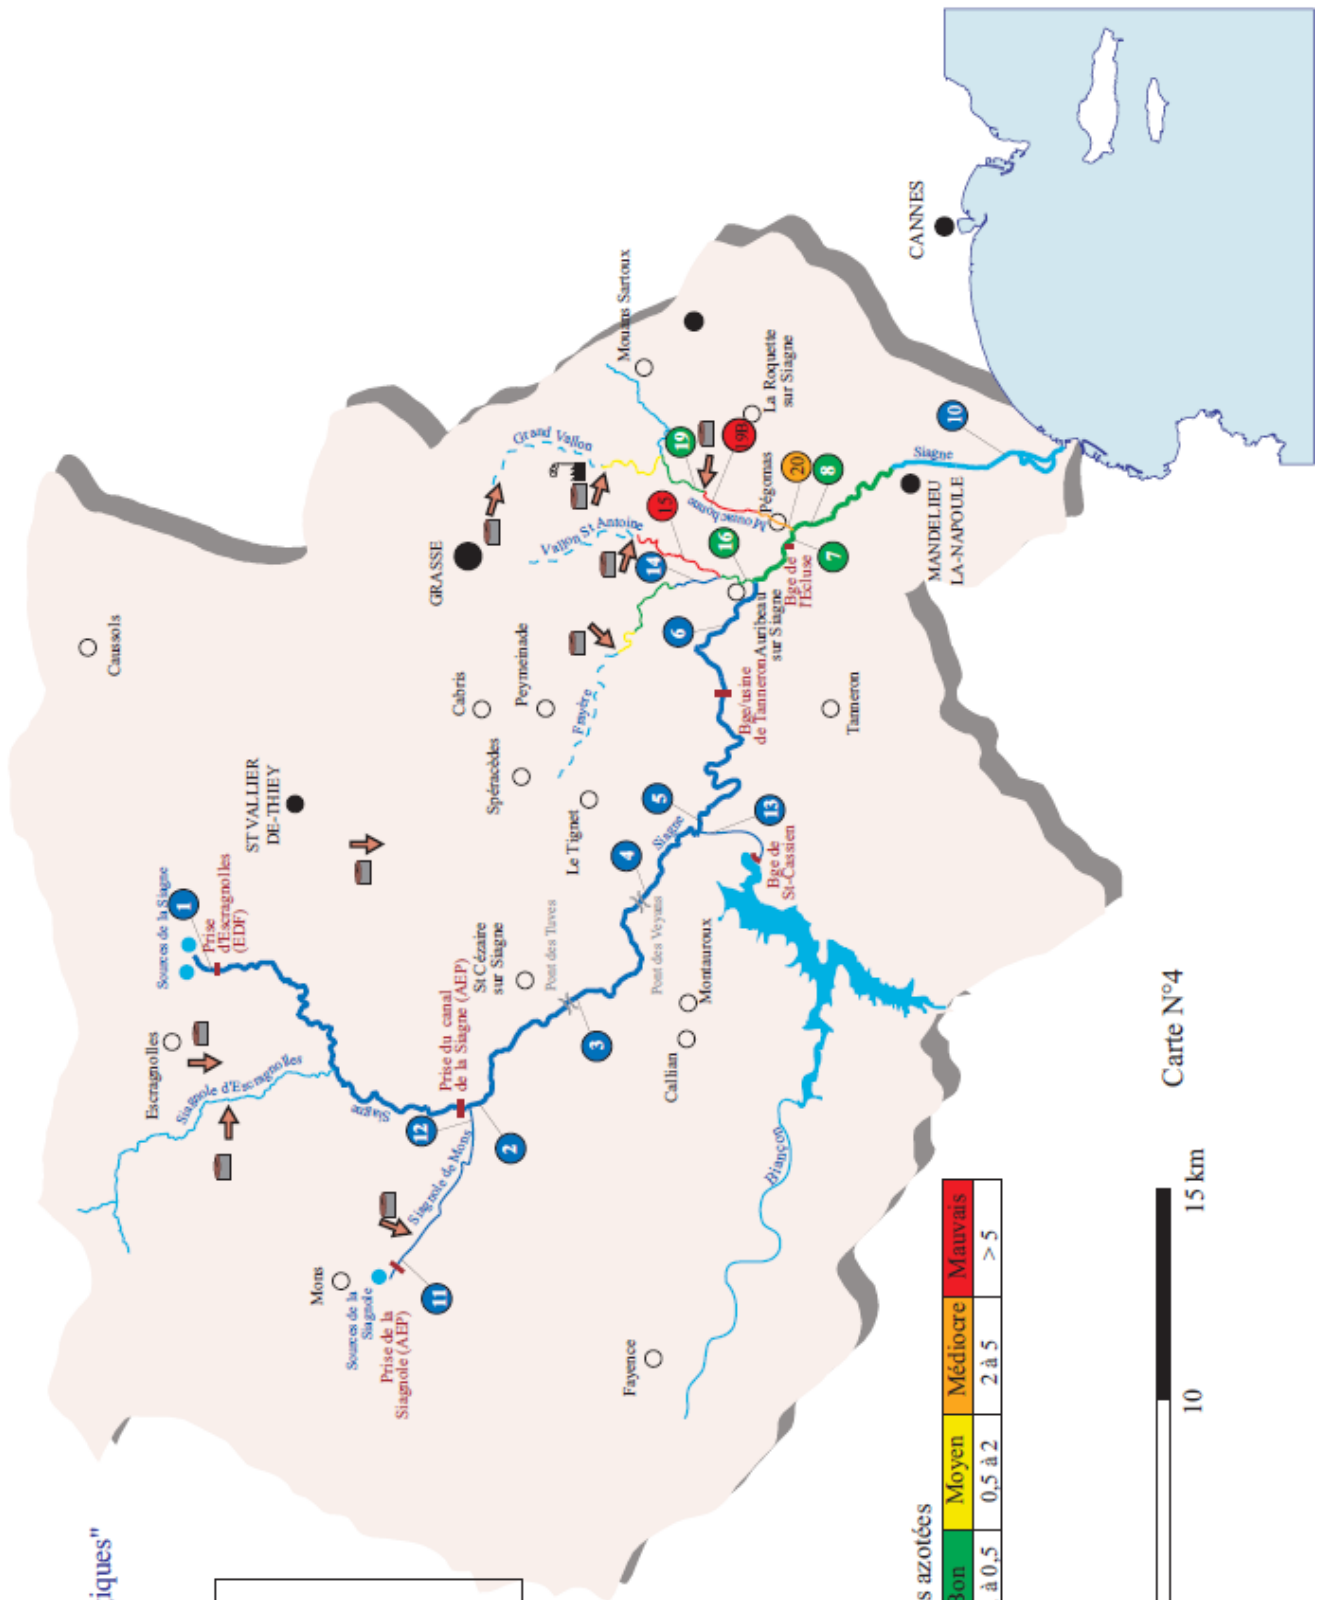 CANNES
Mouans Sartoux
La Roquette
sur Siagne
10
Siagne
MANDELIEU
LA-NAPOULE
Grand Vallon
19
19B
Pégomas
20
8
Mourachonne
15
Vallon St Antoine
16
7
Bge de
l'Ecluse
GRASSE
14
6
Auribeau
sur Siagne
Caussols
Cabris
Peymeinade
Frayère
Bge/usine
de Tanneron
Tanneron
Spéracèdes
ST VALLIER
DE-THIEY
Le Tignet
5
13
4
Siagne
Bge de
St-Cassien
Sources de la Siagne
1
Prise
d'Escragnolles
(EDF)
St Cézaire
sur Siagne
Pont des Tuves
Pont des Veyans
Montauroux
Callian
3
Escragnolles
Siagnole d'Escragnolles
Siagne
Prise du canal
de la Siagne (AEP)
12
2
Siagnole de Mons
Biançon
Mons
Sources de la
Siagnole
Prise de la
Siagnole (AEP)
11
Fayence
Carte N°4
iques"
s azotées
Bon
Moyen
Médiocre
Mauvais
à 0,5
0,5 à 2
2 à 5
> 5
10
15 km